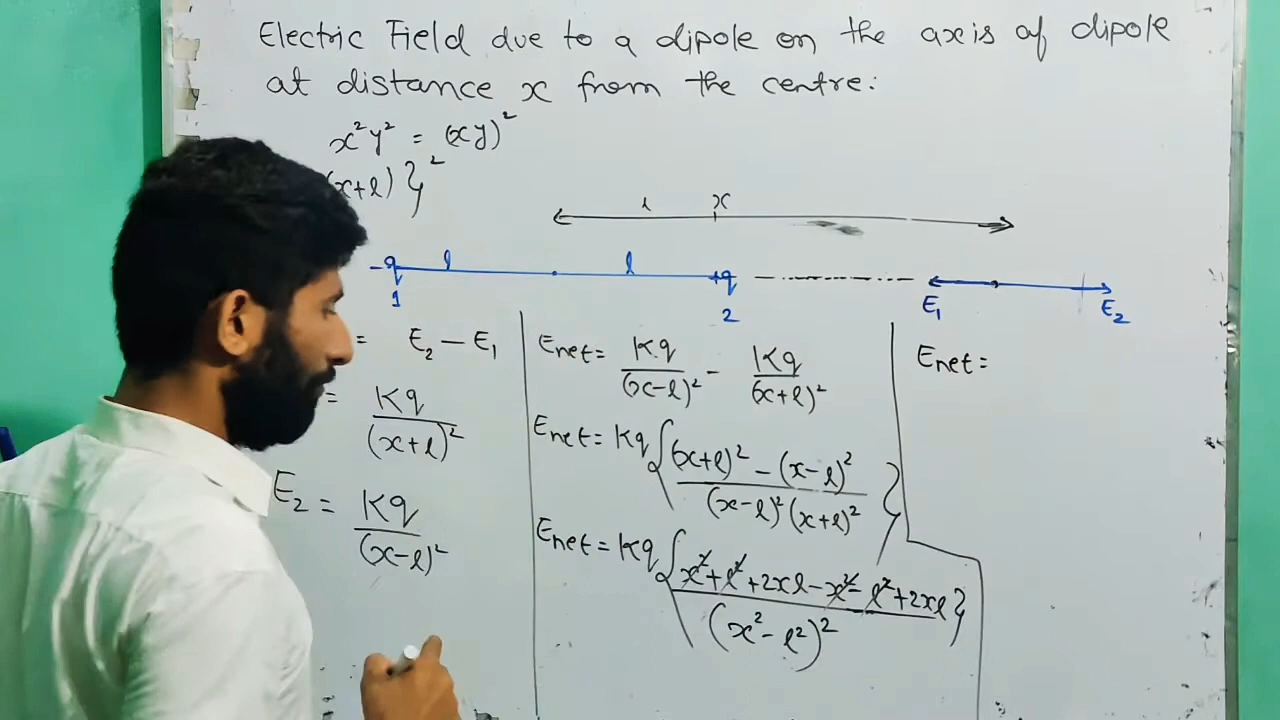 Electric Field due to a dipole on the axis of dipole
at distance x from the centre:
x²y² = (xy)²
(x+l)}²
x
-q l l +q
1 2 E₁ E₂
= E₂ – E₁
= Kq/(x+l)²
E₂ = Kq/(x-l)²
Enet = Kq/(x-l)² - Kq/(x+l)²
Enet = Kq{((x+l)² – (x-l)²)/((x-l)²(x+l)²)}
Enet = Kq{(x²+l²+2xl-x²-l²+2xl)/(x²-l²)²}
Enet =